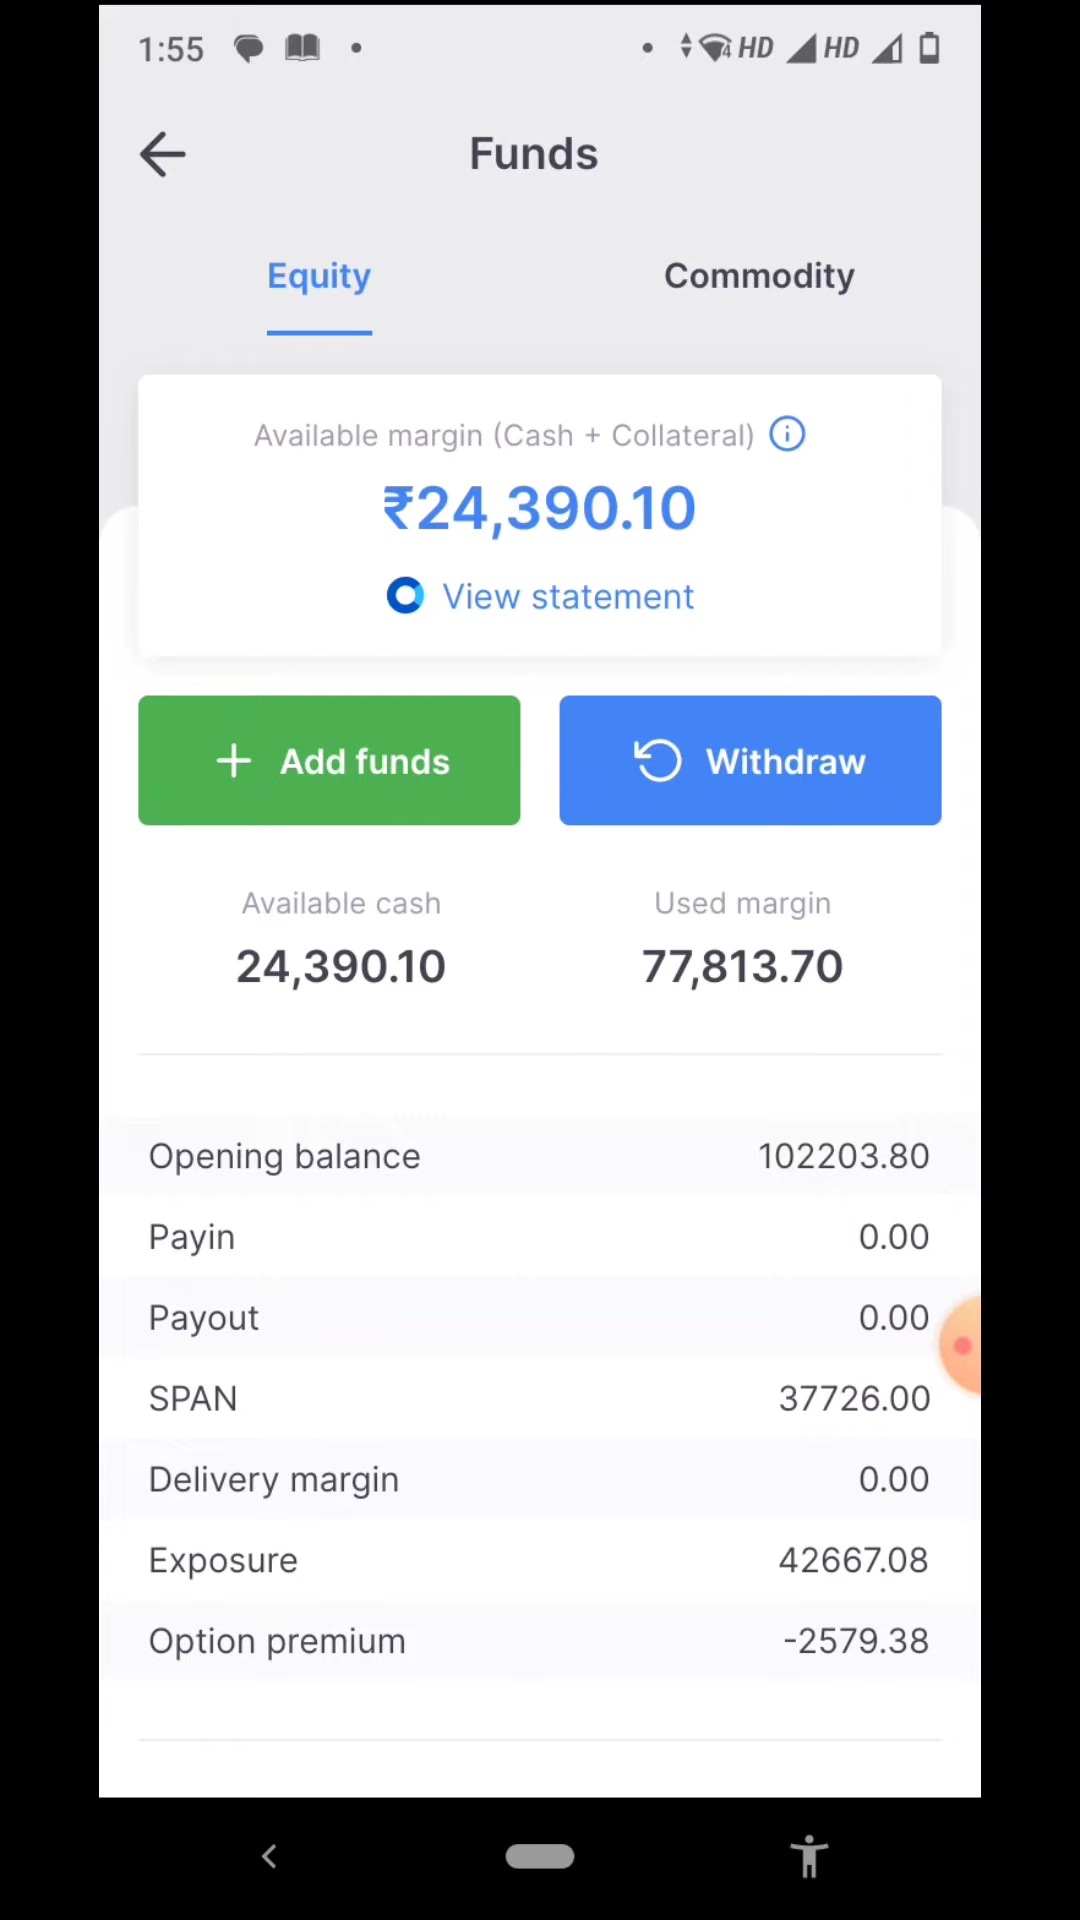 1:55 4 HD HD
Funds
Equity Commodity
Available margin (Cash + Collateral)
₹24,390.10
View statement
+ Add funds Withdraw
Available cash Used margin
24,390.10 77,813.70
Opening balance 102203.80
Payin 0.00
Payout 0.00
SPAN 37726.00
Delivery margin 0.00
Exposure 42667.08
Option premium -2579.38